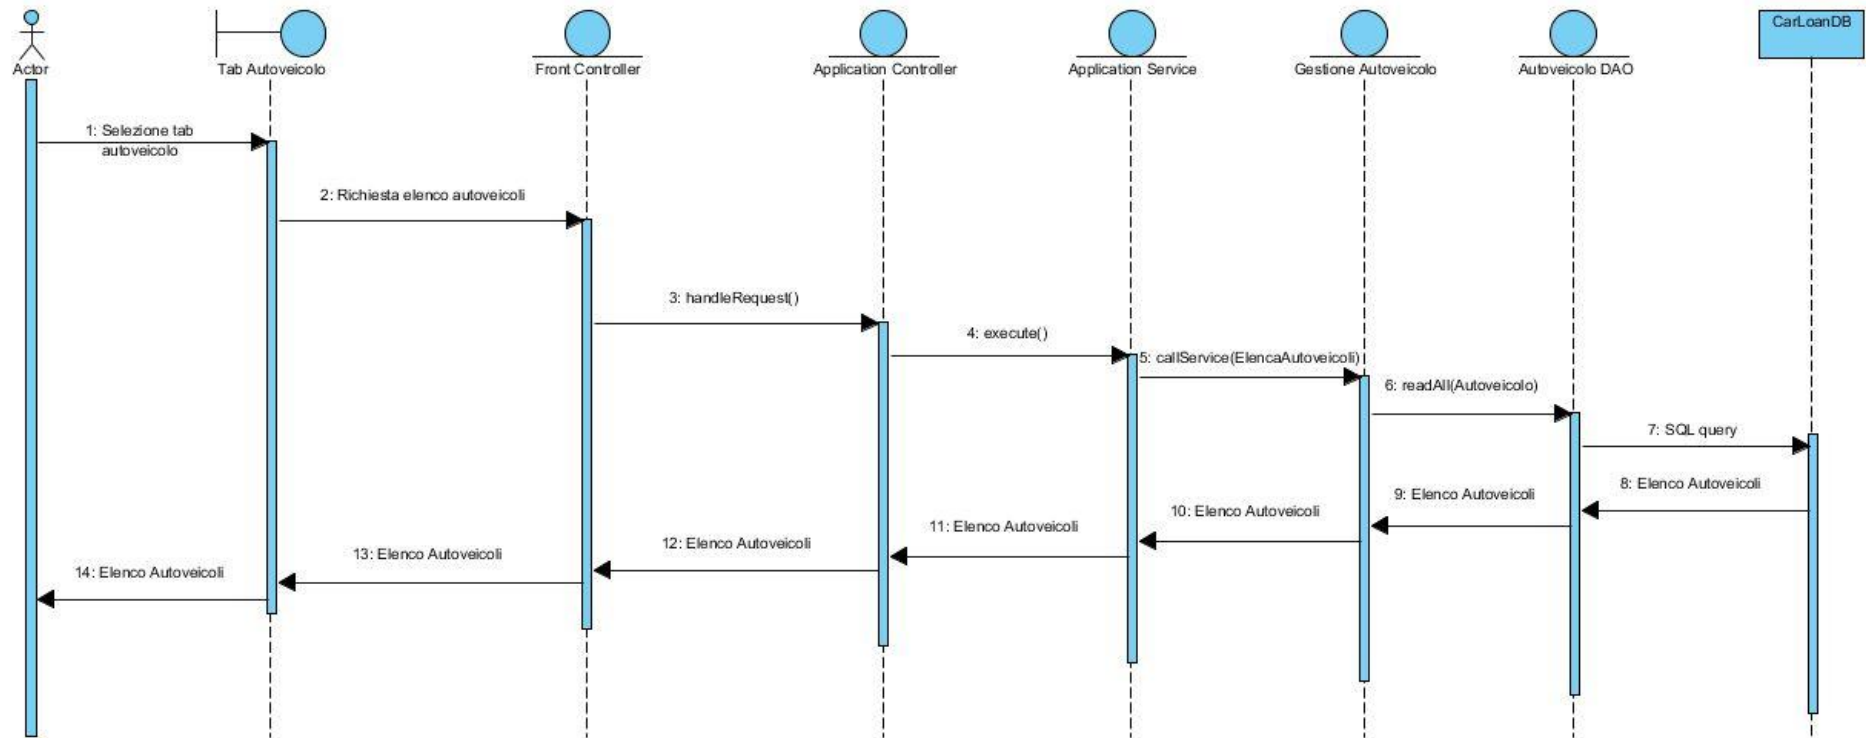 CarLoanDB
Actor
Tab Autoveicolo
Front Controller
Application Controller
Application Service
Gestione Autoveicolo
Autoveicolo DAO
1: Selezione tab
autoveicolo
2: Richiesta elenco autoveicoli
3: handleRequest()
4: execute()
5: callService(ElencaAutoveicoli)
6: readAll(Autoveicolo)
7: SQL query
8: Elenco Autoveicoli
9: Elenco Autoveicoli
10: Elenco Autoveicoli
11: Elenco Autoveicoli
12: Elenco Autoveicoli
13: Elenco Autoveicoli
14: Elenco Autoveicoli